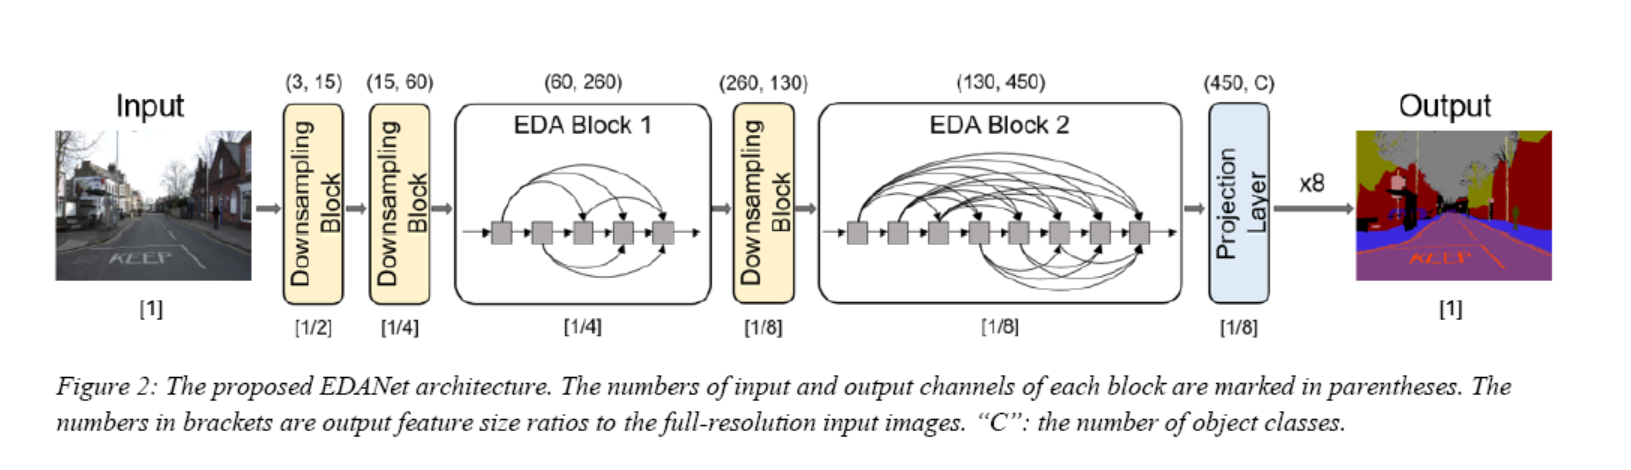 (3, 15) (15, 60) (60, 260) (260, 130) (130, 450) (450, C)
Input
Downsampling
Block
Downsampling
Block
EDA Block 1
Downsampling
Block
EDA Block 2
Projection
Layer
x8
Output
KEEP
KEEP
[1] [1/2] [1/4] [1/4] [1/8] [1/8] [1/8] [1]
Figure 2: The proposed EDANet architecture. The numbers of input and output channels of each block are marked in parentheses. The
numbers in brackets are output feature size ratios to the full-resolution input images. “C”: the number of object classes.